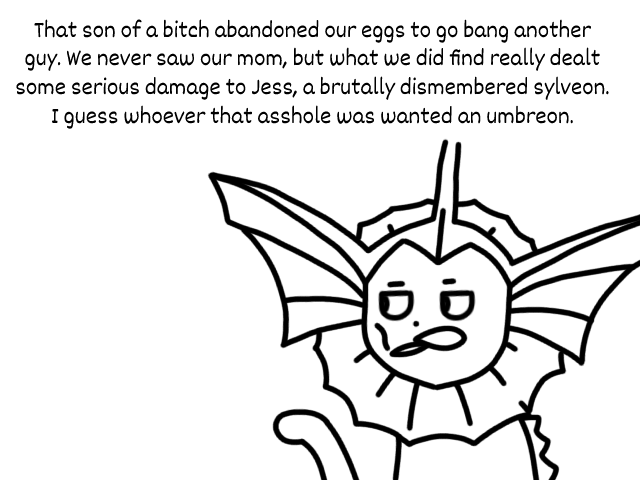 That son of a bitch abandoned our eggs to go bang another
guy. We never saw our mom, but what we did find really dealt
some serious damage to Jess, a brutally dismembered sylveon.
I guess whoever that asshole was wanted an umbreon.